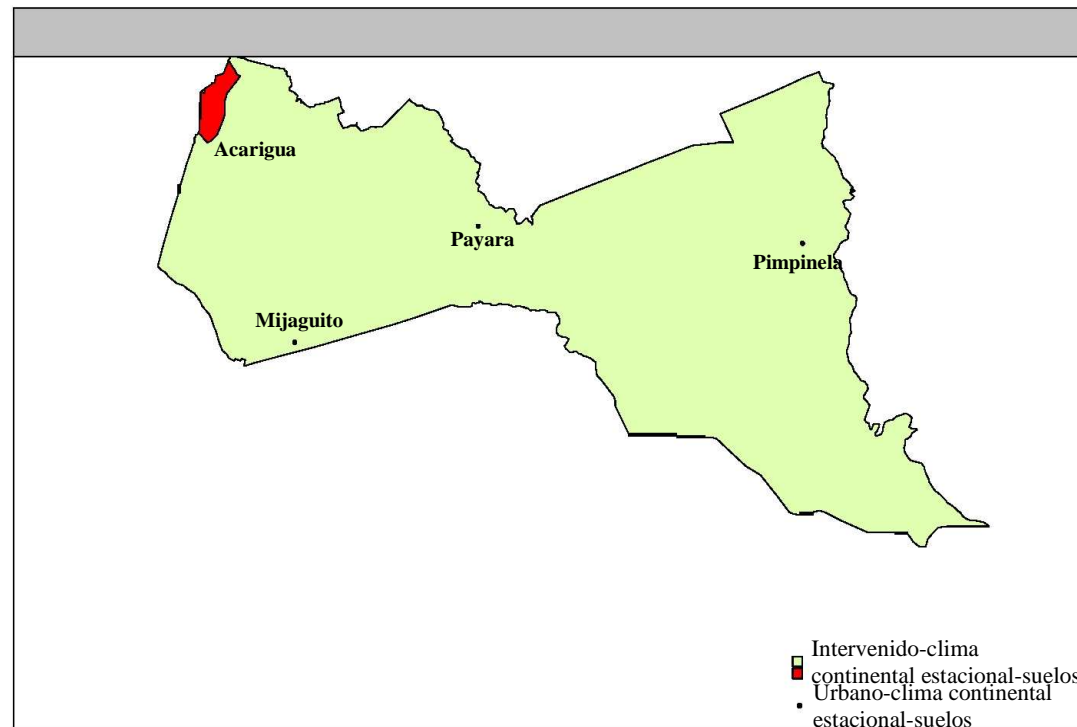 Acarigua
Payara
Pimpinela
Mijaguito
Intervenido-clima
continental estacional-suelos
Urbano-clima continental
estacional-suelos